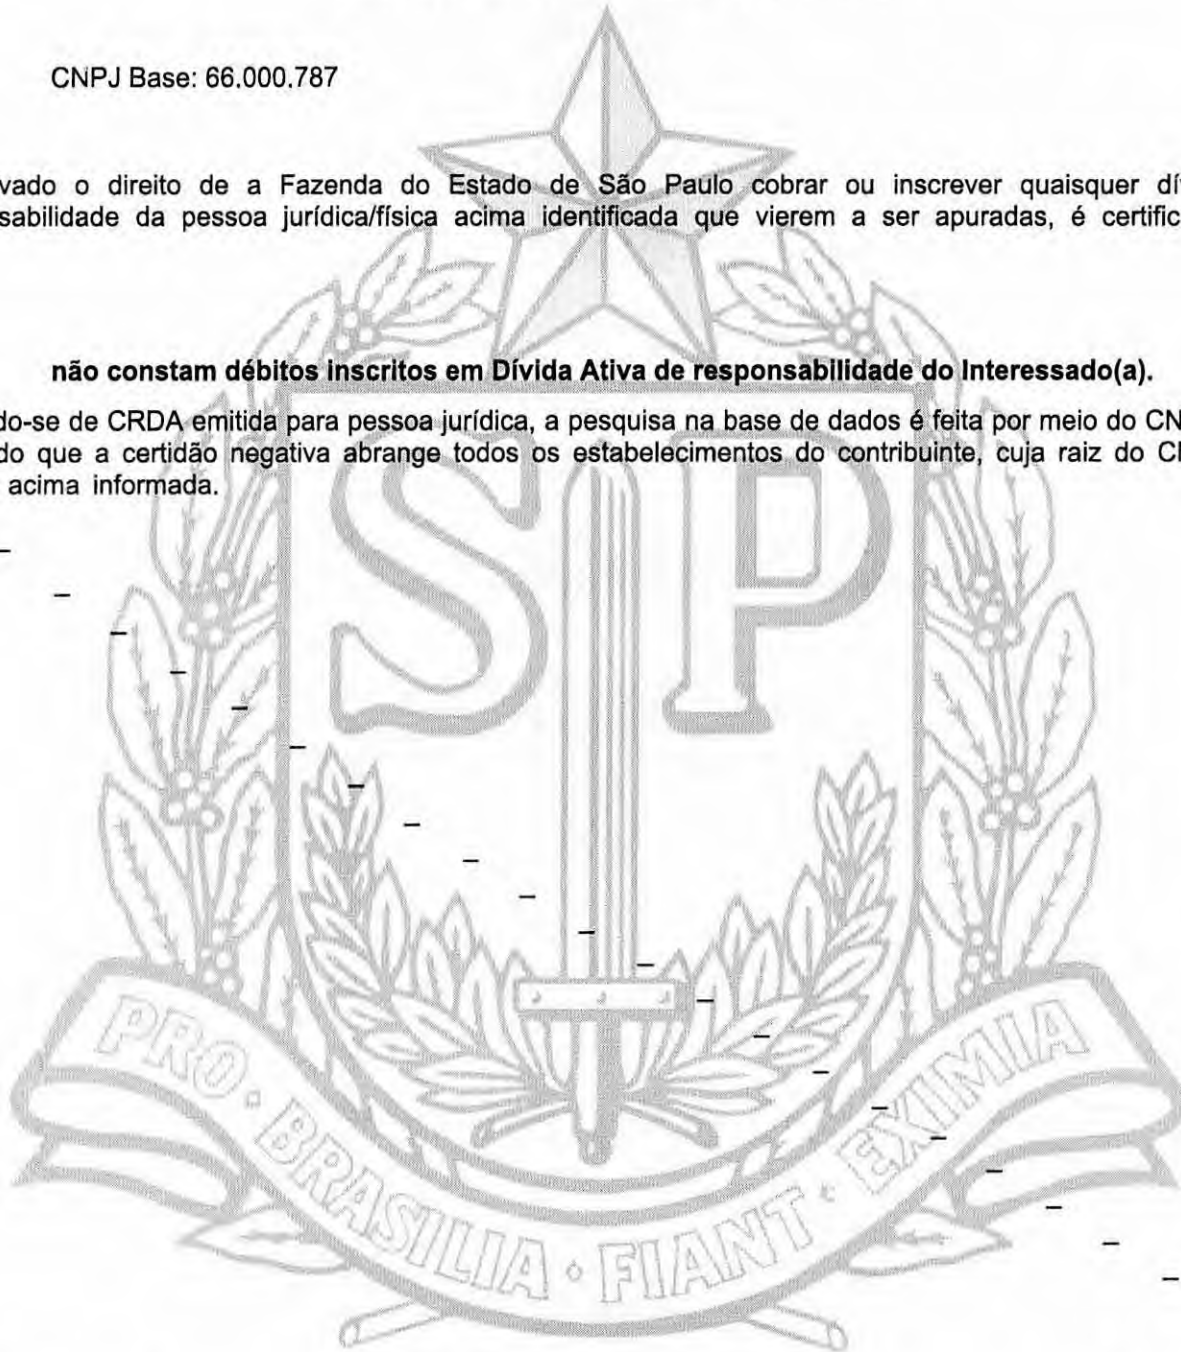 CNPJ Base: 66.000.787
vado o direito de a Fazenda do Estado de São Paulo cobrar ou inscrever quaisquer dí
sabilidade da pessoa jurídica/física acima identificada que vierem a ser apuradas, é certific
não constam débitos inscritos em Dívida Ativa de responsabilidade do Interessado(a).
do-se de CRDA emitida para pessoa jurídica, a pesquisa na base de dados é feita por meio do CN
do que a certidão negativa abrange todos os estabelecimentos do contribuinte, cuja raiz do C
acima informada.
SP
PRO • BRASILIA • FIANT • EXIMIA